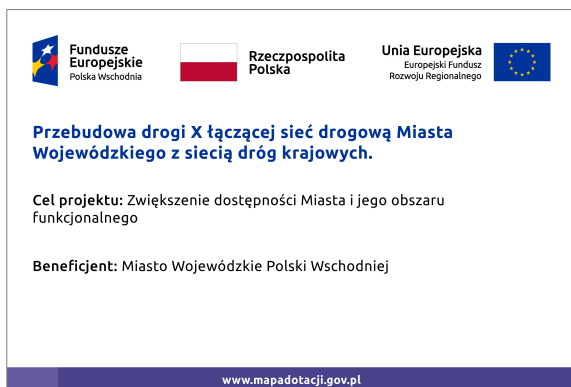 Fundusze
Europejskie
Polska Wschodnia
Rzeczpospolita
Polska
Unia Europejska
Europejski Fundusz
Rozwoju Regionalnego
Przebudowa drogi X łączącej sieć drogową Miasta
Wojewódzkiego z siecią dróg krajowych.
Cel projektu: Zwiększenie dostępności Miasta i jego obszaru
funkcjonalnego
Beneficjent: Miasto Wojewódzkie Polski Wschodniej
www.mapadotacji.gov.pl